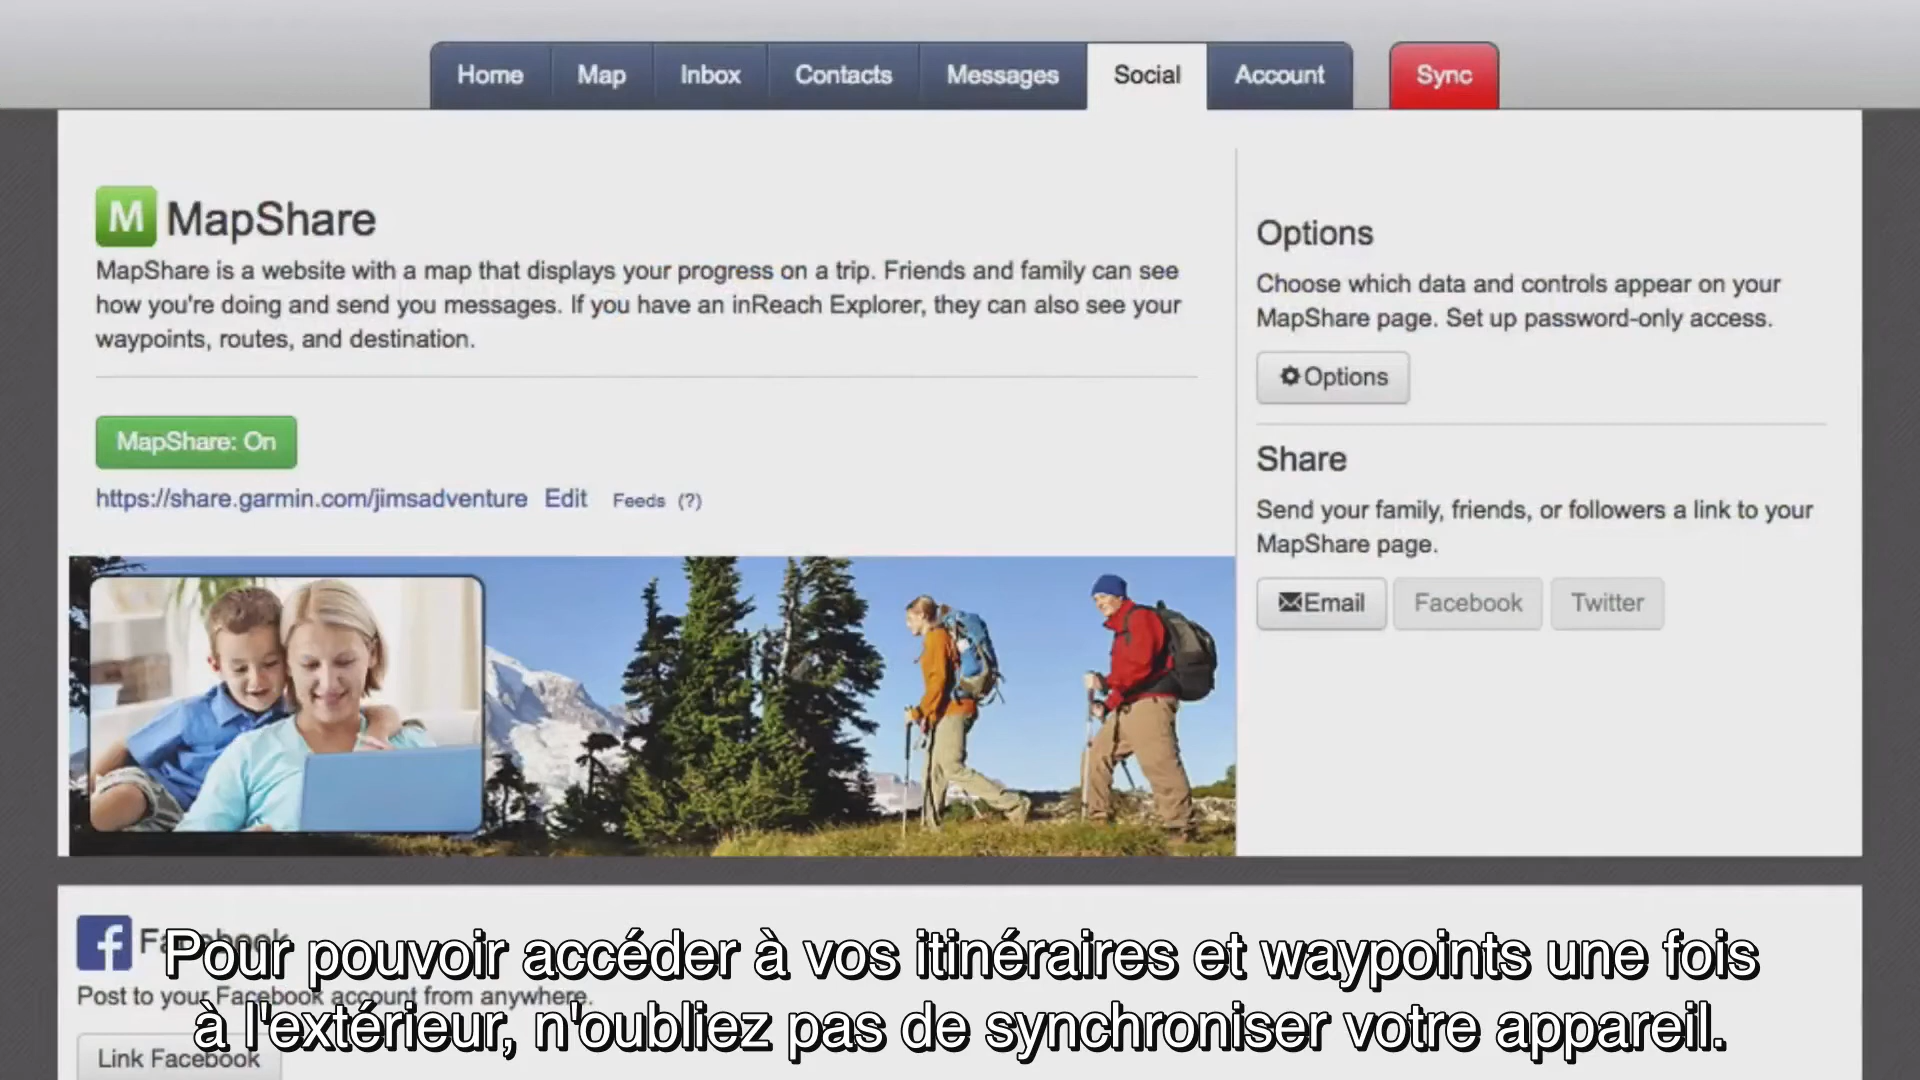 Home Map Inbox Contacts Messages Social Account Sync
M MapShare
MapShare is a website with a map that displays your progress on a trip. Friends and family can see
how you're doing and send you messages. If you have an inReach Explorer, they can also see your
waypoints, routes, and destination.
MapShare: On
https://share.garmin.com/jimsadventure Edit Feeds (?)
Options
Choose which data and controls appear on your
MapShare page. Set up password-only access.
Options
Share
Send your family, friends, or followers a link to your
MapShare page.
Email Facebook Twitter
f Facebook
Post to your Facebook account from anywhere.
Link Facebook
Pour pouvoir accéder à vos itinéraires et waypoints une fois
à l'extérieur, n'oubliez pas de synchroniser votre appareil.